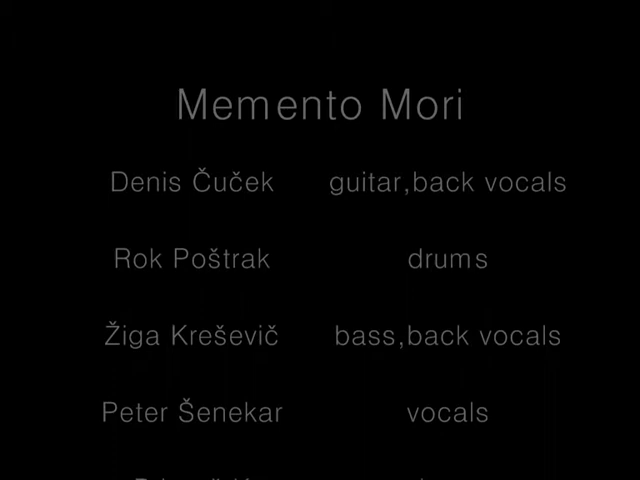 Memento Mori
Denis Čuček guitar,back vocals
Rok Poštrak drums
Žiga Kreševič bass,back vocals
Peter Šenekar vocals